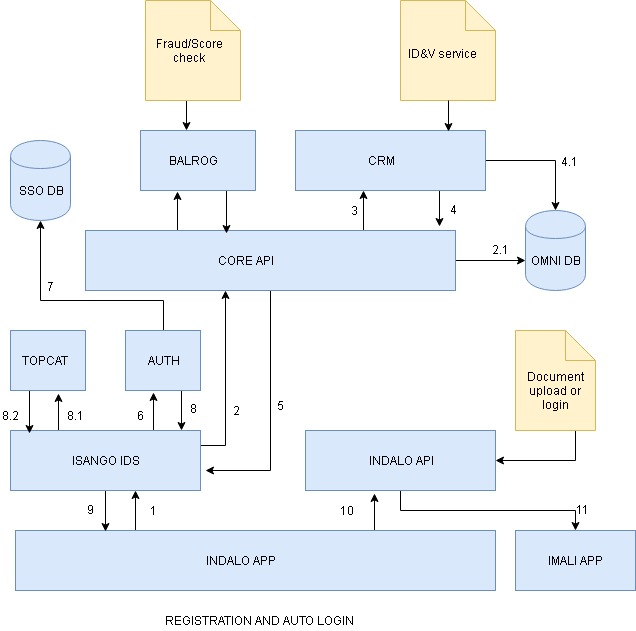 Fraud/Score
check
ID&V service
BALROG
CRM
4.1
SSO DB
3
4
CORE API
2.1
OMNI DB
7
TOPCAT
AUTH
Document
upload or
login
8.2
8.1
6
8
2
5
ISANGO IDS
INDALO API
9
1
10
11
INDALO APP
IMALI APP
REGISTRATION AND AUTO LOGIN